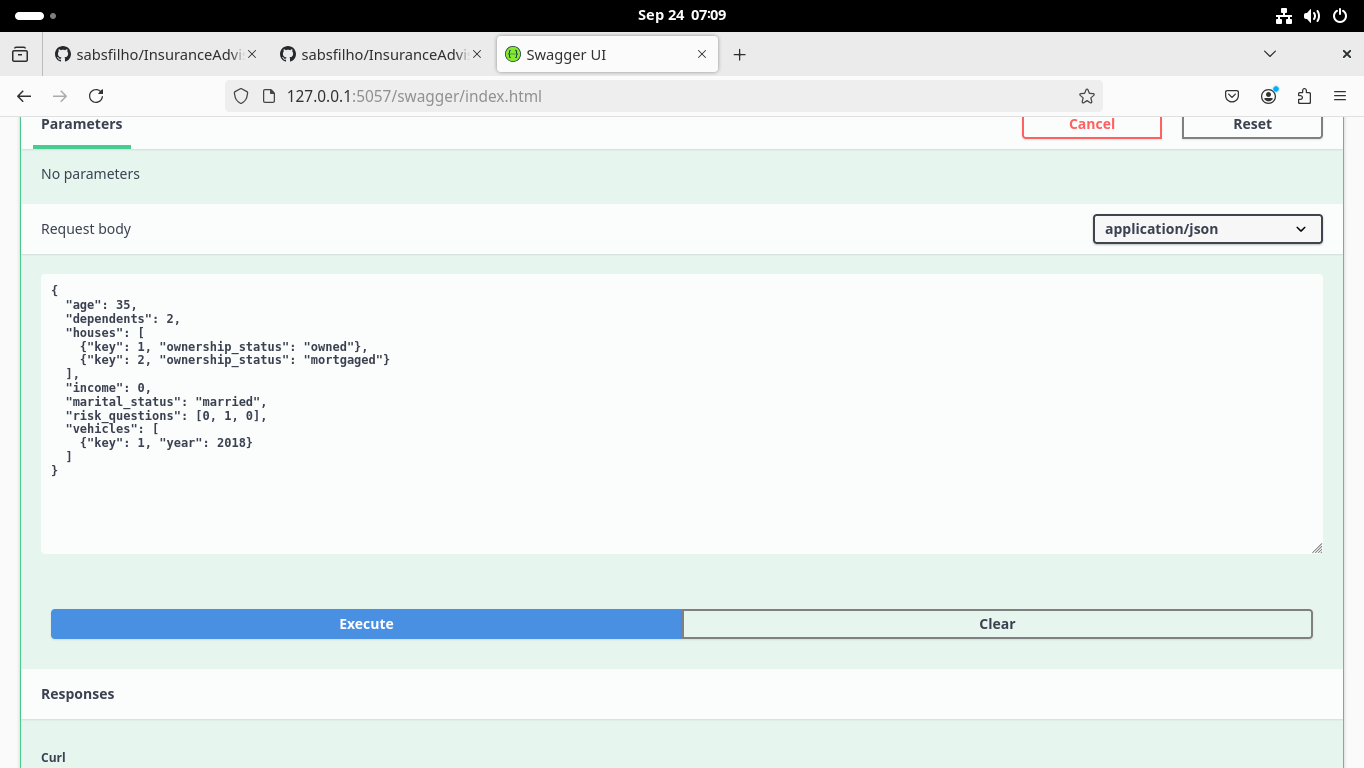 Sep 24 07:09
sabsfilho/InsuranceAdvi
sabsfilho/InsuranceAdvi
Swagger UI
127.0.0.1:5057/swagger/index.html
Parameters
Cancel
Reset
No parameters
Request body
application/json
{
  "age": 35,
  "dependents": 2,
  "houses": [
    {"key": 1, "ownership_status": "owned"},
    {"key": 2, "ownership_status": "mortgaged"}
  ],
  "income": 0,
  "marital_status": "married",
  "risk_questions": [0, 1, 0],
  "vehicles": [
    {"key": 1, "year": 2018}
  ]
}
Execute
Clear
Responses
Curl